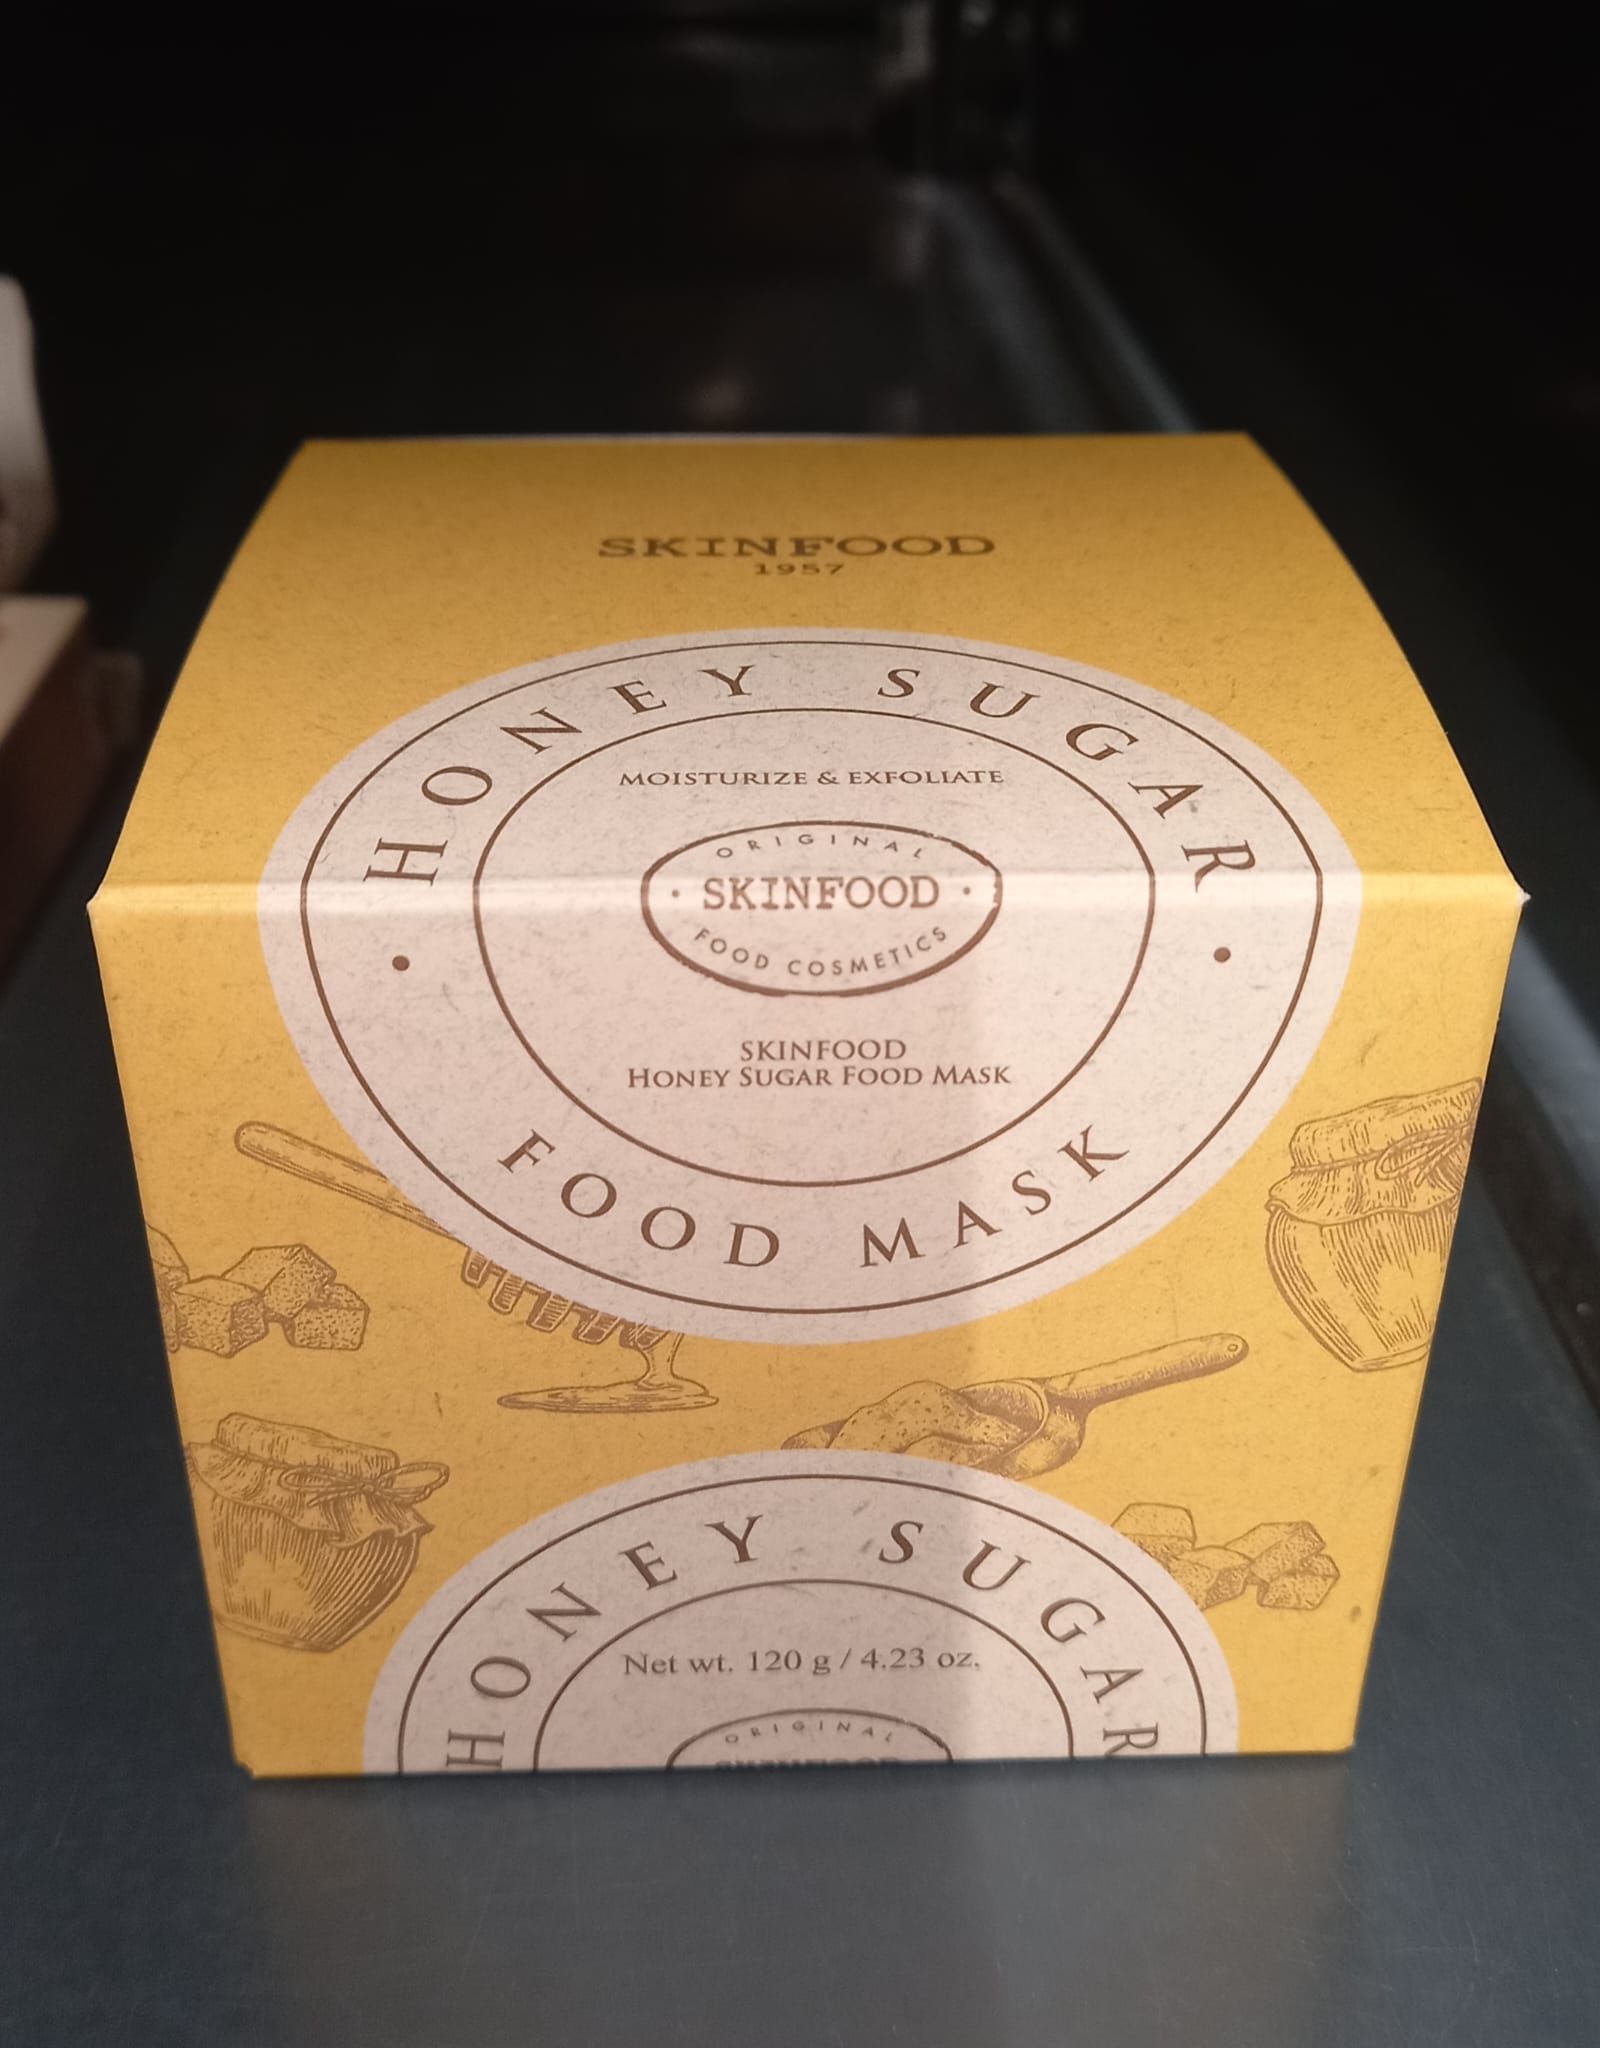 SKINFOOD
1957
HONEY SUGAR
MOISTURIZE & EXFOLIATE
ORIGINAL
SKINFOOD
FOOD COSMETICS
SKINFOOD
HONEY SUGAR FOOD MASK
FOOD MASK
HONEY SUGAR
Net wt. 120 g / 4.23 oz.
ORIGINAL